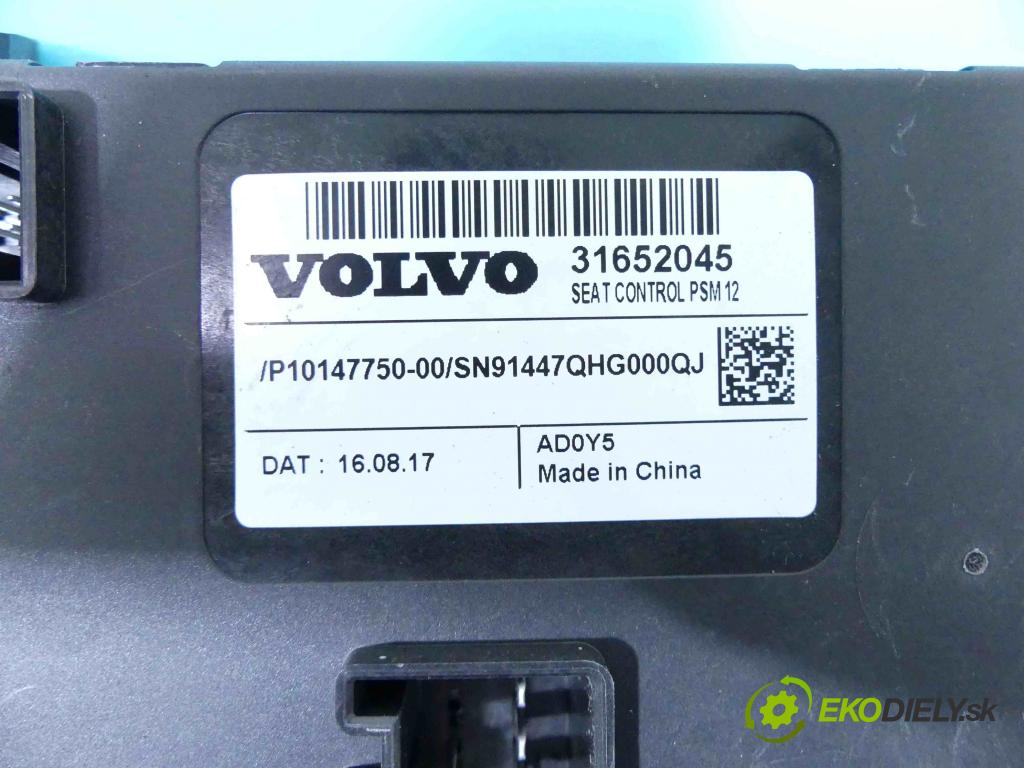 VOLVO 31652045
SEAT CONTROL PSM 12
/P10147750-00/SN91447QHG000QJ
DAT : 16.08.17
AD0Y5
Made in China
EKODIELY.sk